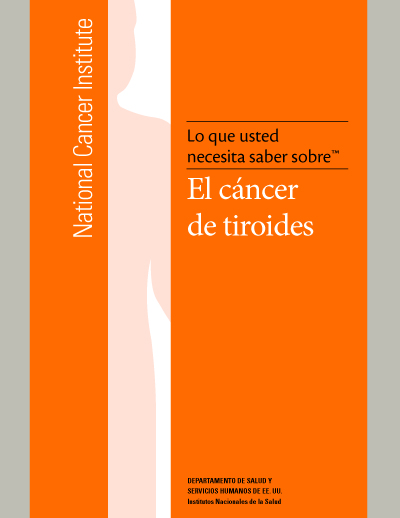 National Cancer Institute
Lo que usted
necesita saber sobre™
El cáncer
de tiroides
DEPARTAMENTO DE SALUD Y
SERVICIOS HUMANOS DE EE. UU.
Institutos Nacionales de la Salud